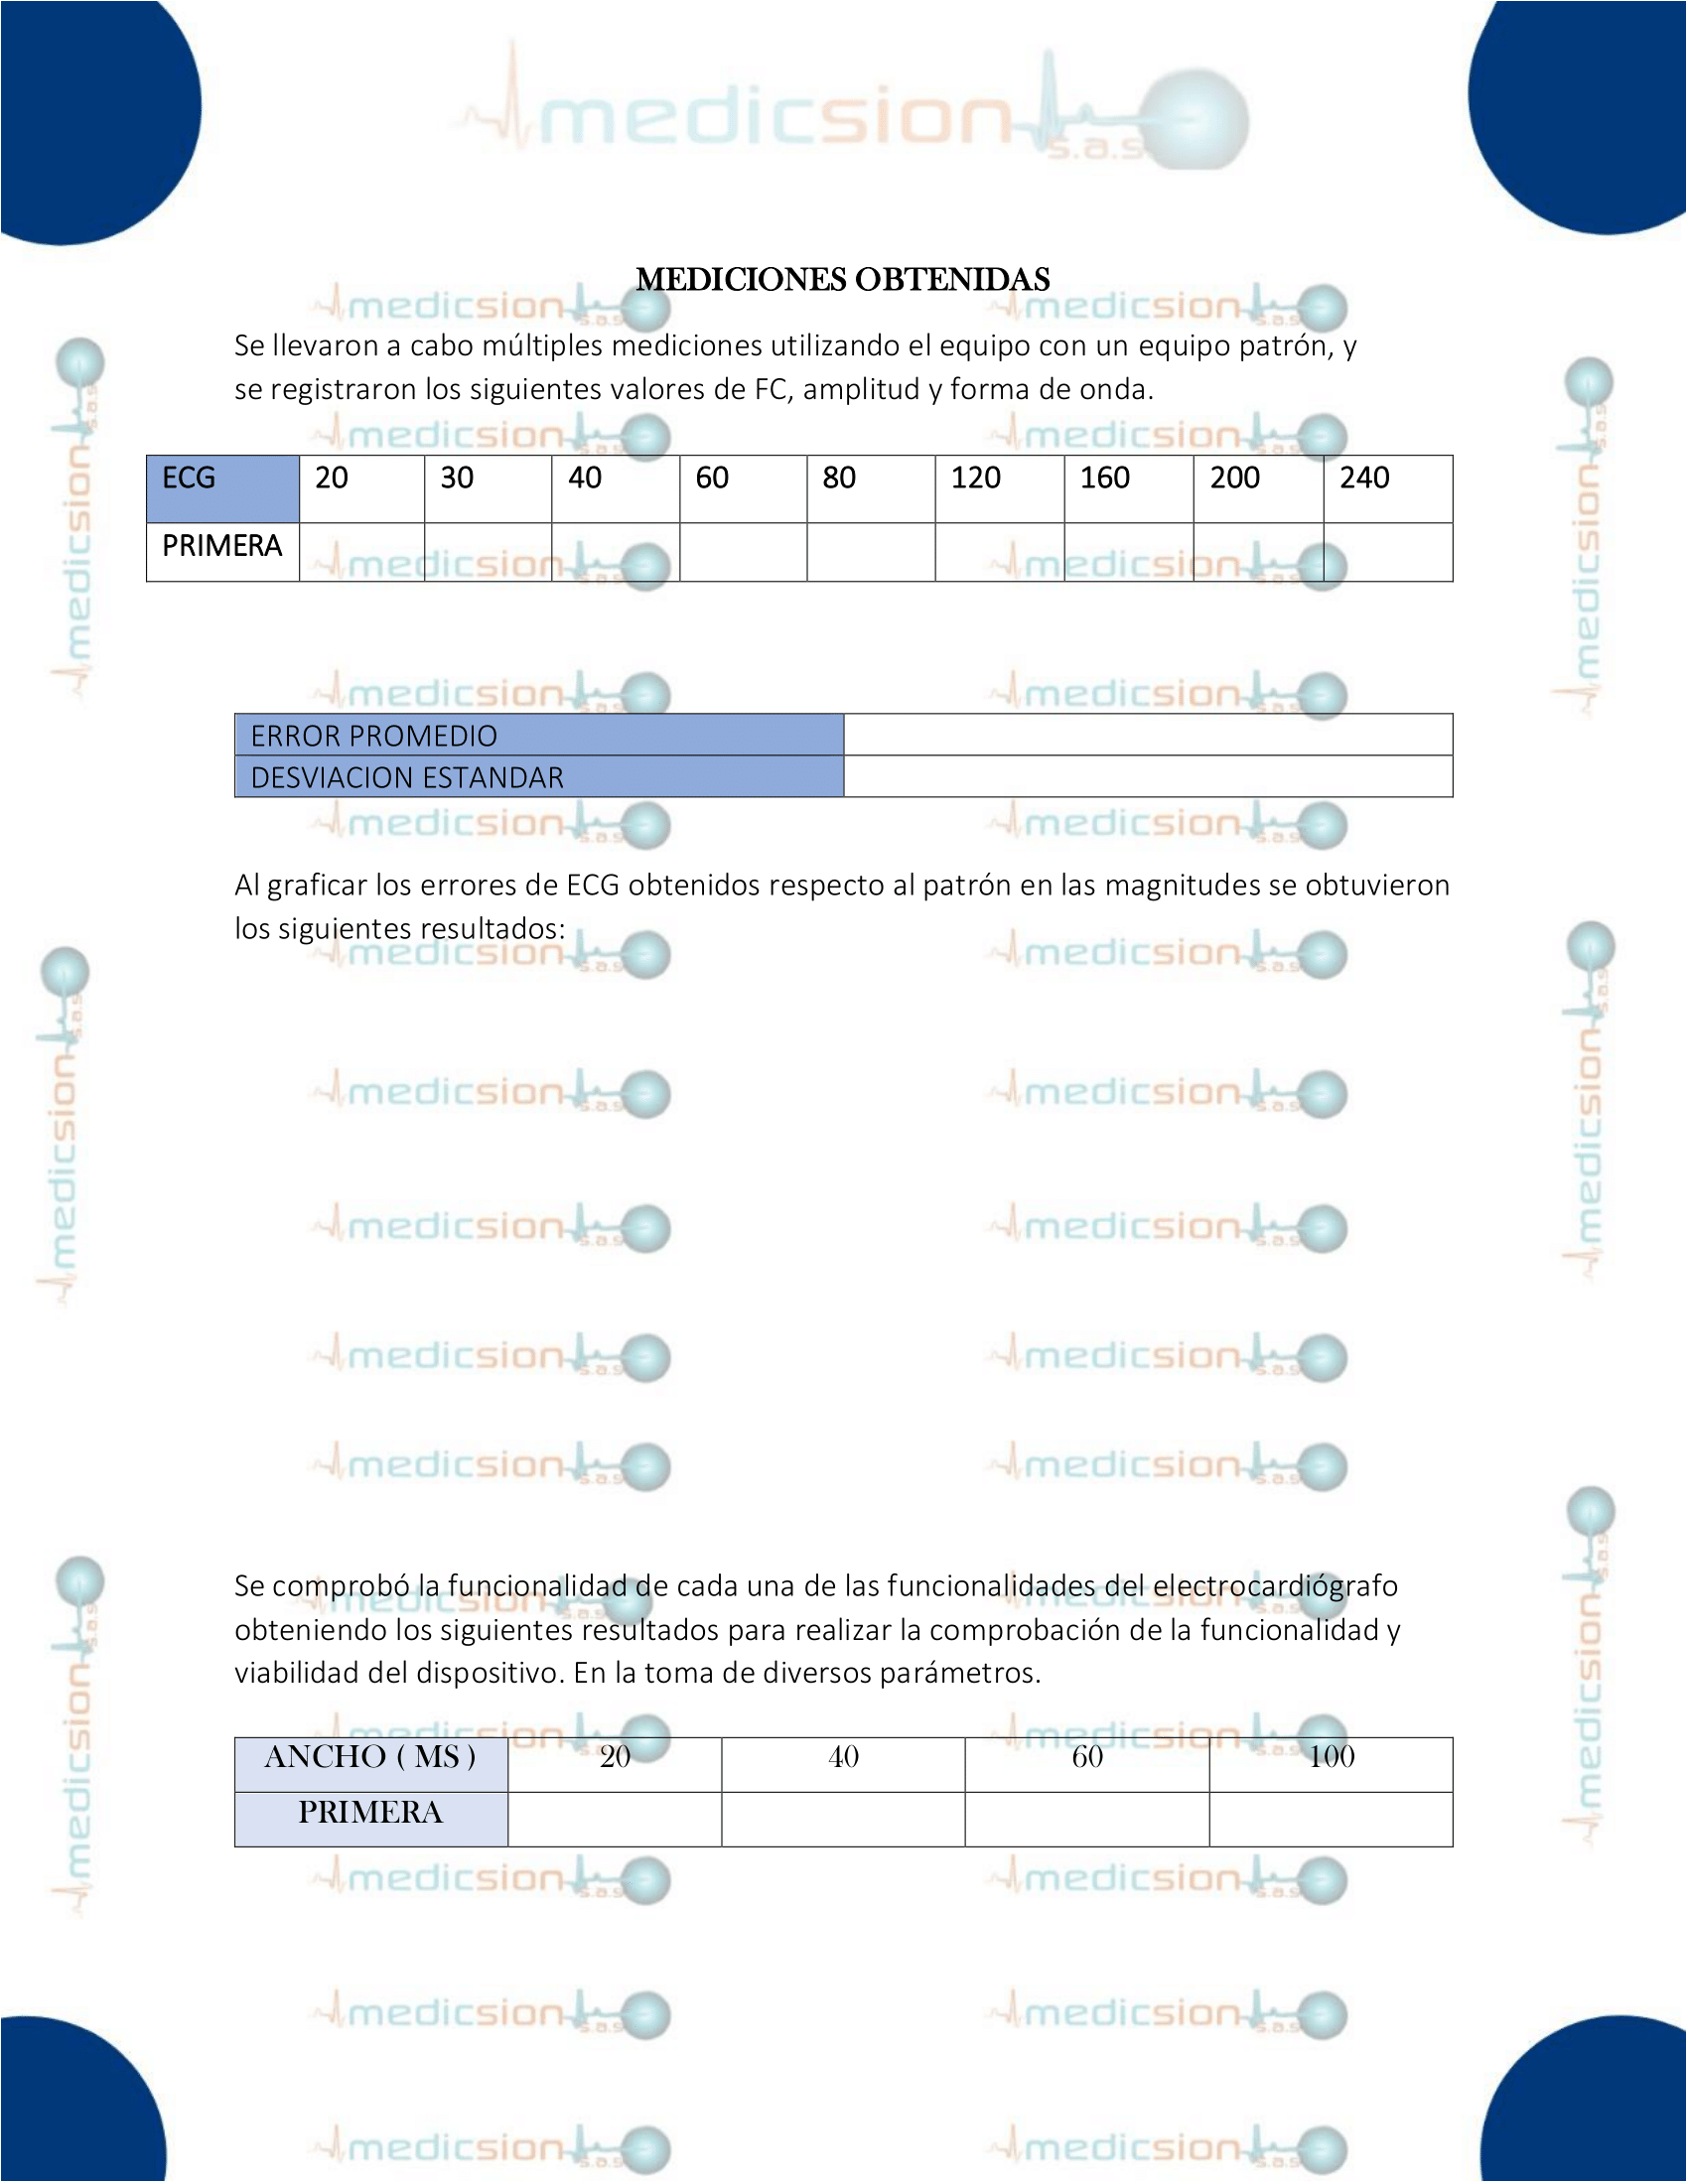 medicsion s.a.s
MEDICIONES OBTENIDAS
Se llevaron a cabo múltiples mediciones utilizando el equipo con un equipo patrón, y
se registraron los siguientes valores de FC, amplitud y forma de onda.
ECG 20 30 40 60 80 120 160 200 240
PRIMERA
ERROR PROMEDIO
DESVIACION ESTANDAR
Al graficar los errores de ECG obtenidos respecto al patrón en las magnitudes se obtuvieron
los siguientes resultados:
Se comprobó la funcionalidad de cada una de las funcionalidades del electrocardiógrafo
obteniendo los siguientes resultados para realizar la comprobación de la funcionalidad y
viabilidad del dispositivo. En la toma de diversos parámetros.
ANCHO ( MS ) 20 40 60 100
PRIMERA